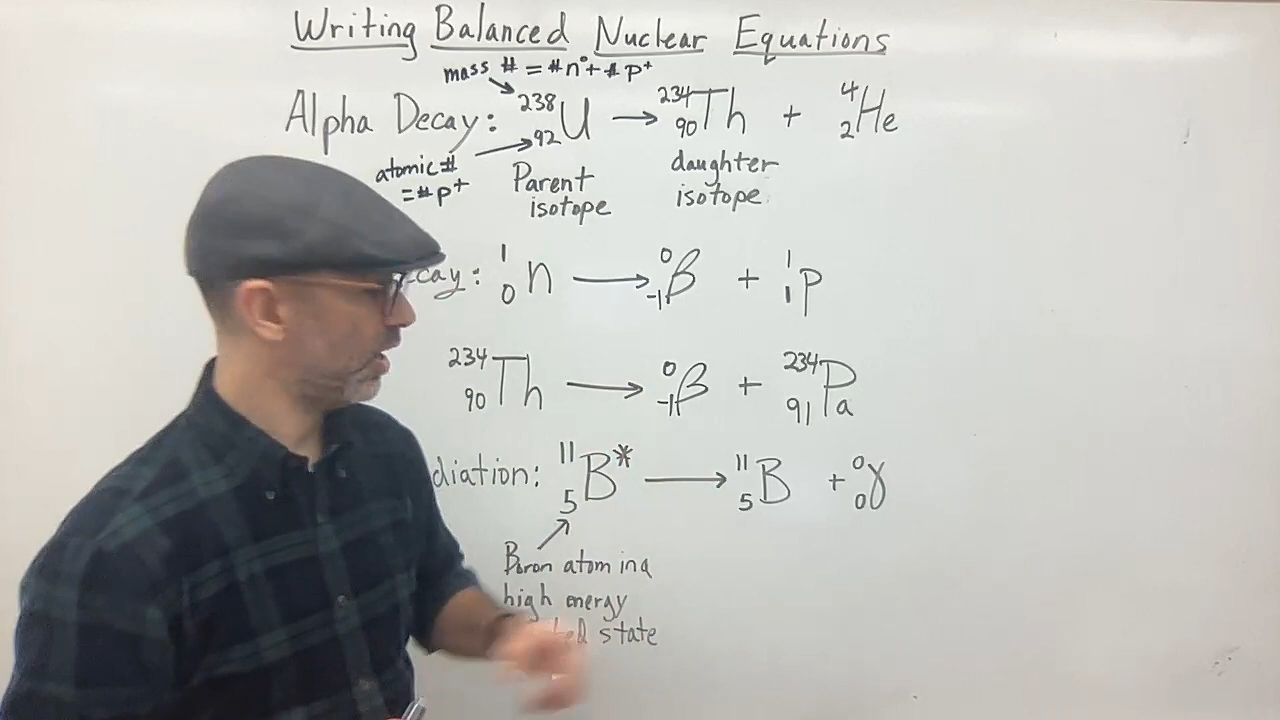 Writing Balanced Nuclear Equations
mass # = #n° + # p⁺
Alpha Decay: ²³⁸₉₂U → ²³⁴₉₀Th + ⁴₂He
atomic #
= # p⁺
Parent
isotope
daughter
isotope
cay: ¹₀n → ⁰₋₁β + ¹₁p
²³⁴₉₀Th → ⁰₋₁β + ²³⁴₉₁Pa
diation: ¹¹₅B* → ¹¹₅B + ⁰₀γ
Boron atom in a
high energy
state